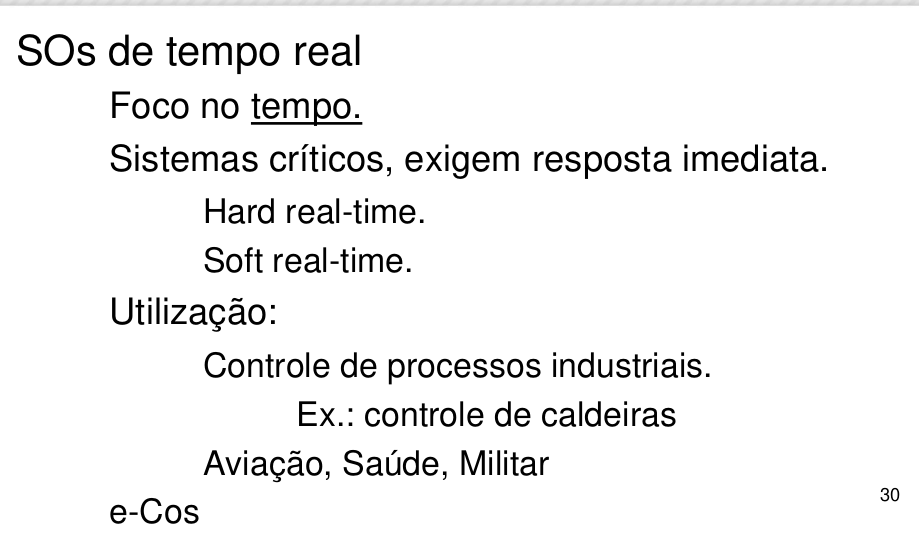 SOs de tempo real
Foco no tempo.
Sistemas críticos, exigem resposta imediata.
Hard real-time.
Soft real-time.
Utilização:
Controle de processos industriais.
Ex.: controle de caldeiras
Aviação, Saúde, Militar
30
e-Cos